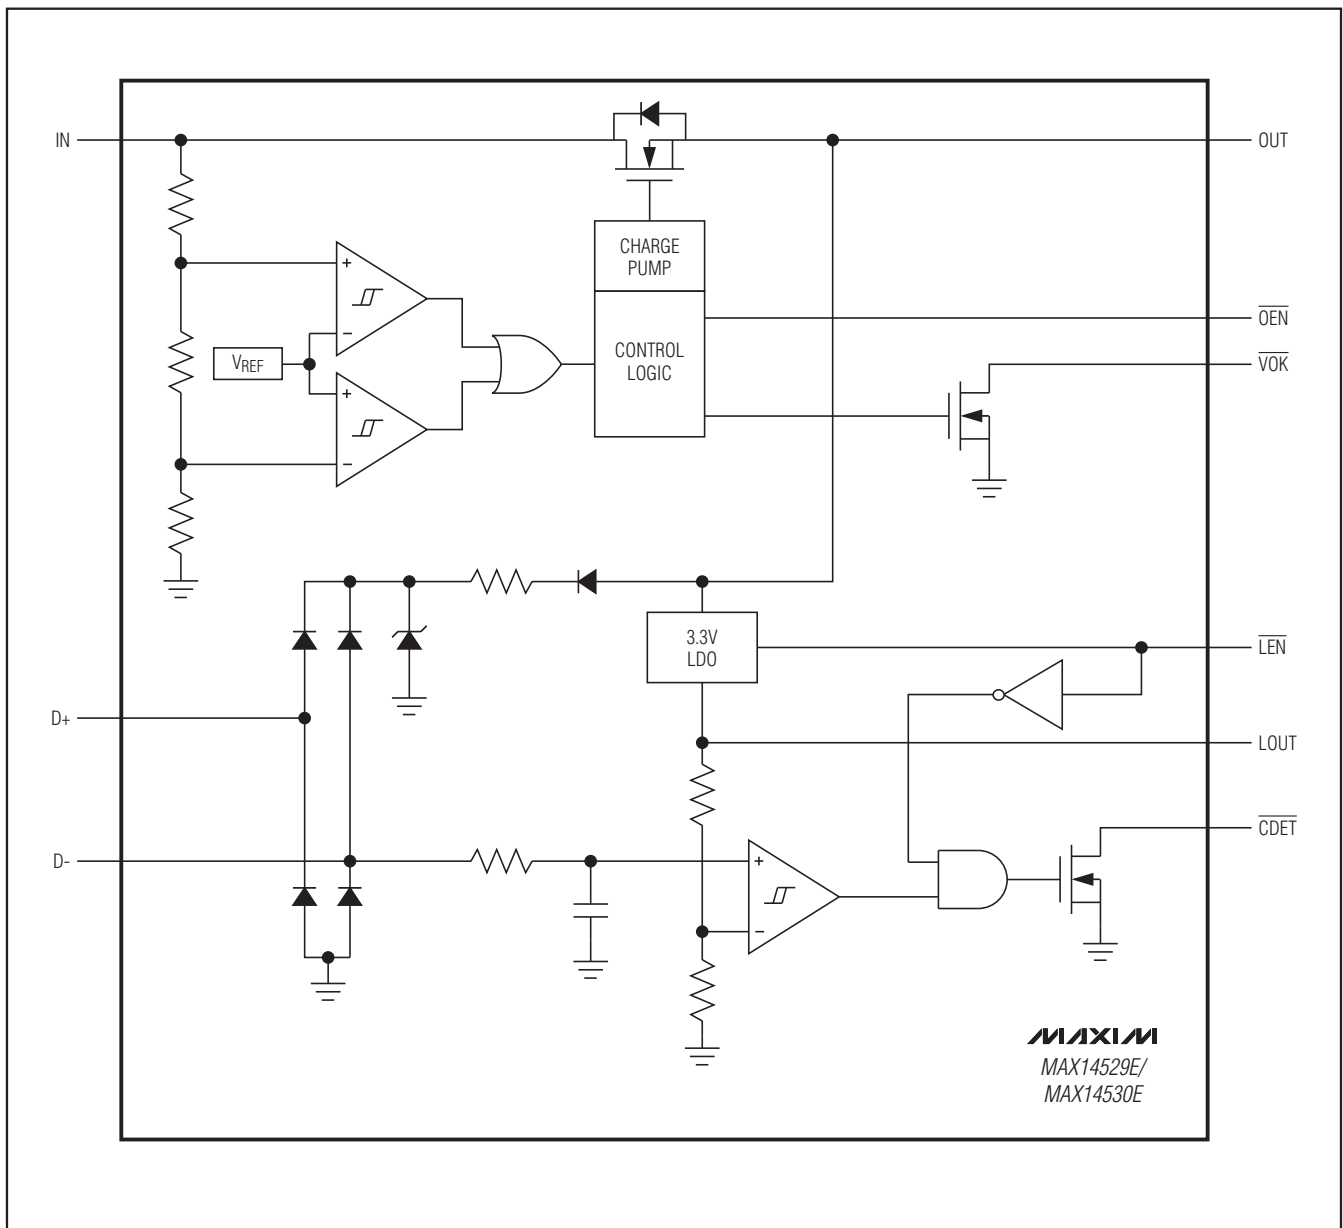 IN
OUT
CHARGE
PUMP
+
OEN
CONTROL
LOGIC
−
VREF
VOK
+
−
3.3V
LDO
LEN
D+
LOUT
CDET
D-
+
−
MAXIM
MAX14529E/
MAX14530E